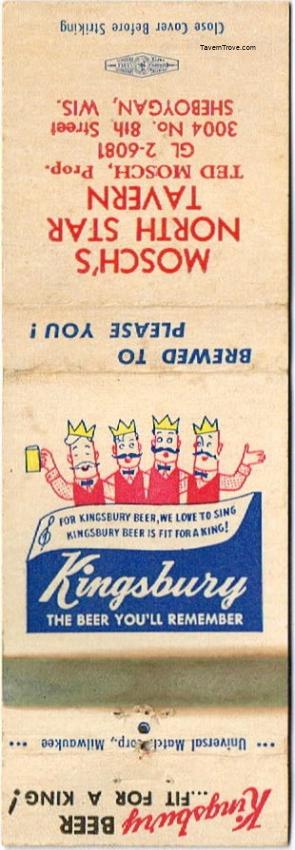 TavernTrove.com
Close Cover Before Striking
MOSCH'S
NORTH STAR
TAVERN
TED MOSCH, Prop.
GL 2-6081
3004 No. 8th Street
SHEBOYGAN, WIS.
BREWED TO
PLEASE YOU!
FOR KINGSBURY BEER, WE LOVE TO SING
KINGSBURY BEER IS FIT FOR A KING!
Kingsbury
THE BEER YOU'LL REMEMBER
••• Universal Match Corp., Milwaukee •••
Kingsbury BEER
...FIT FOR A KING!